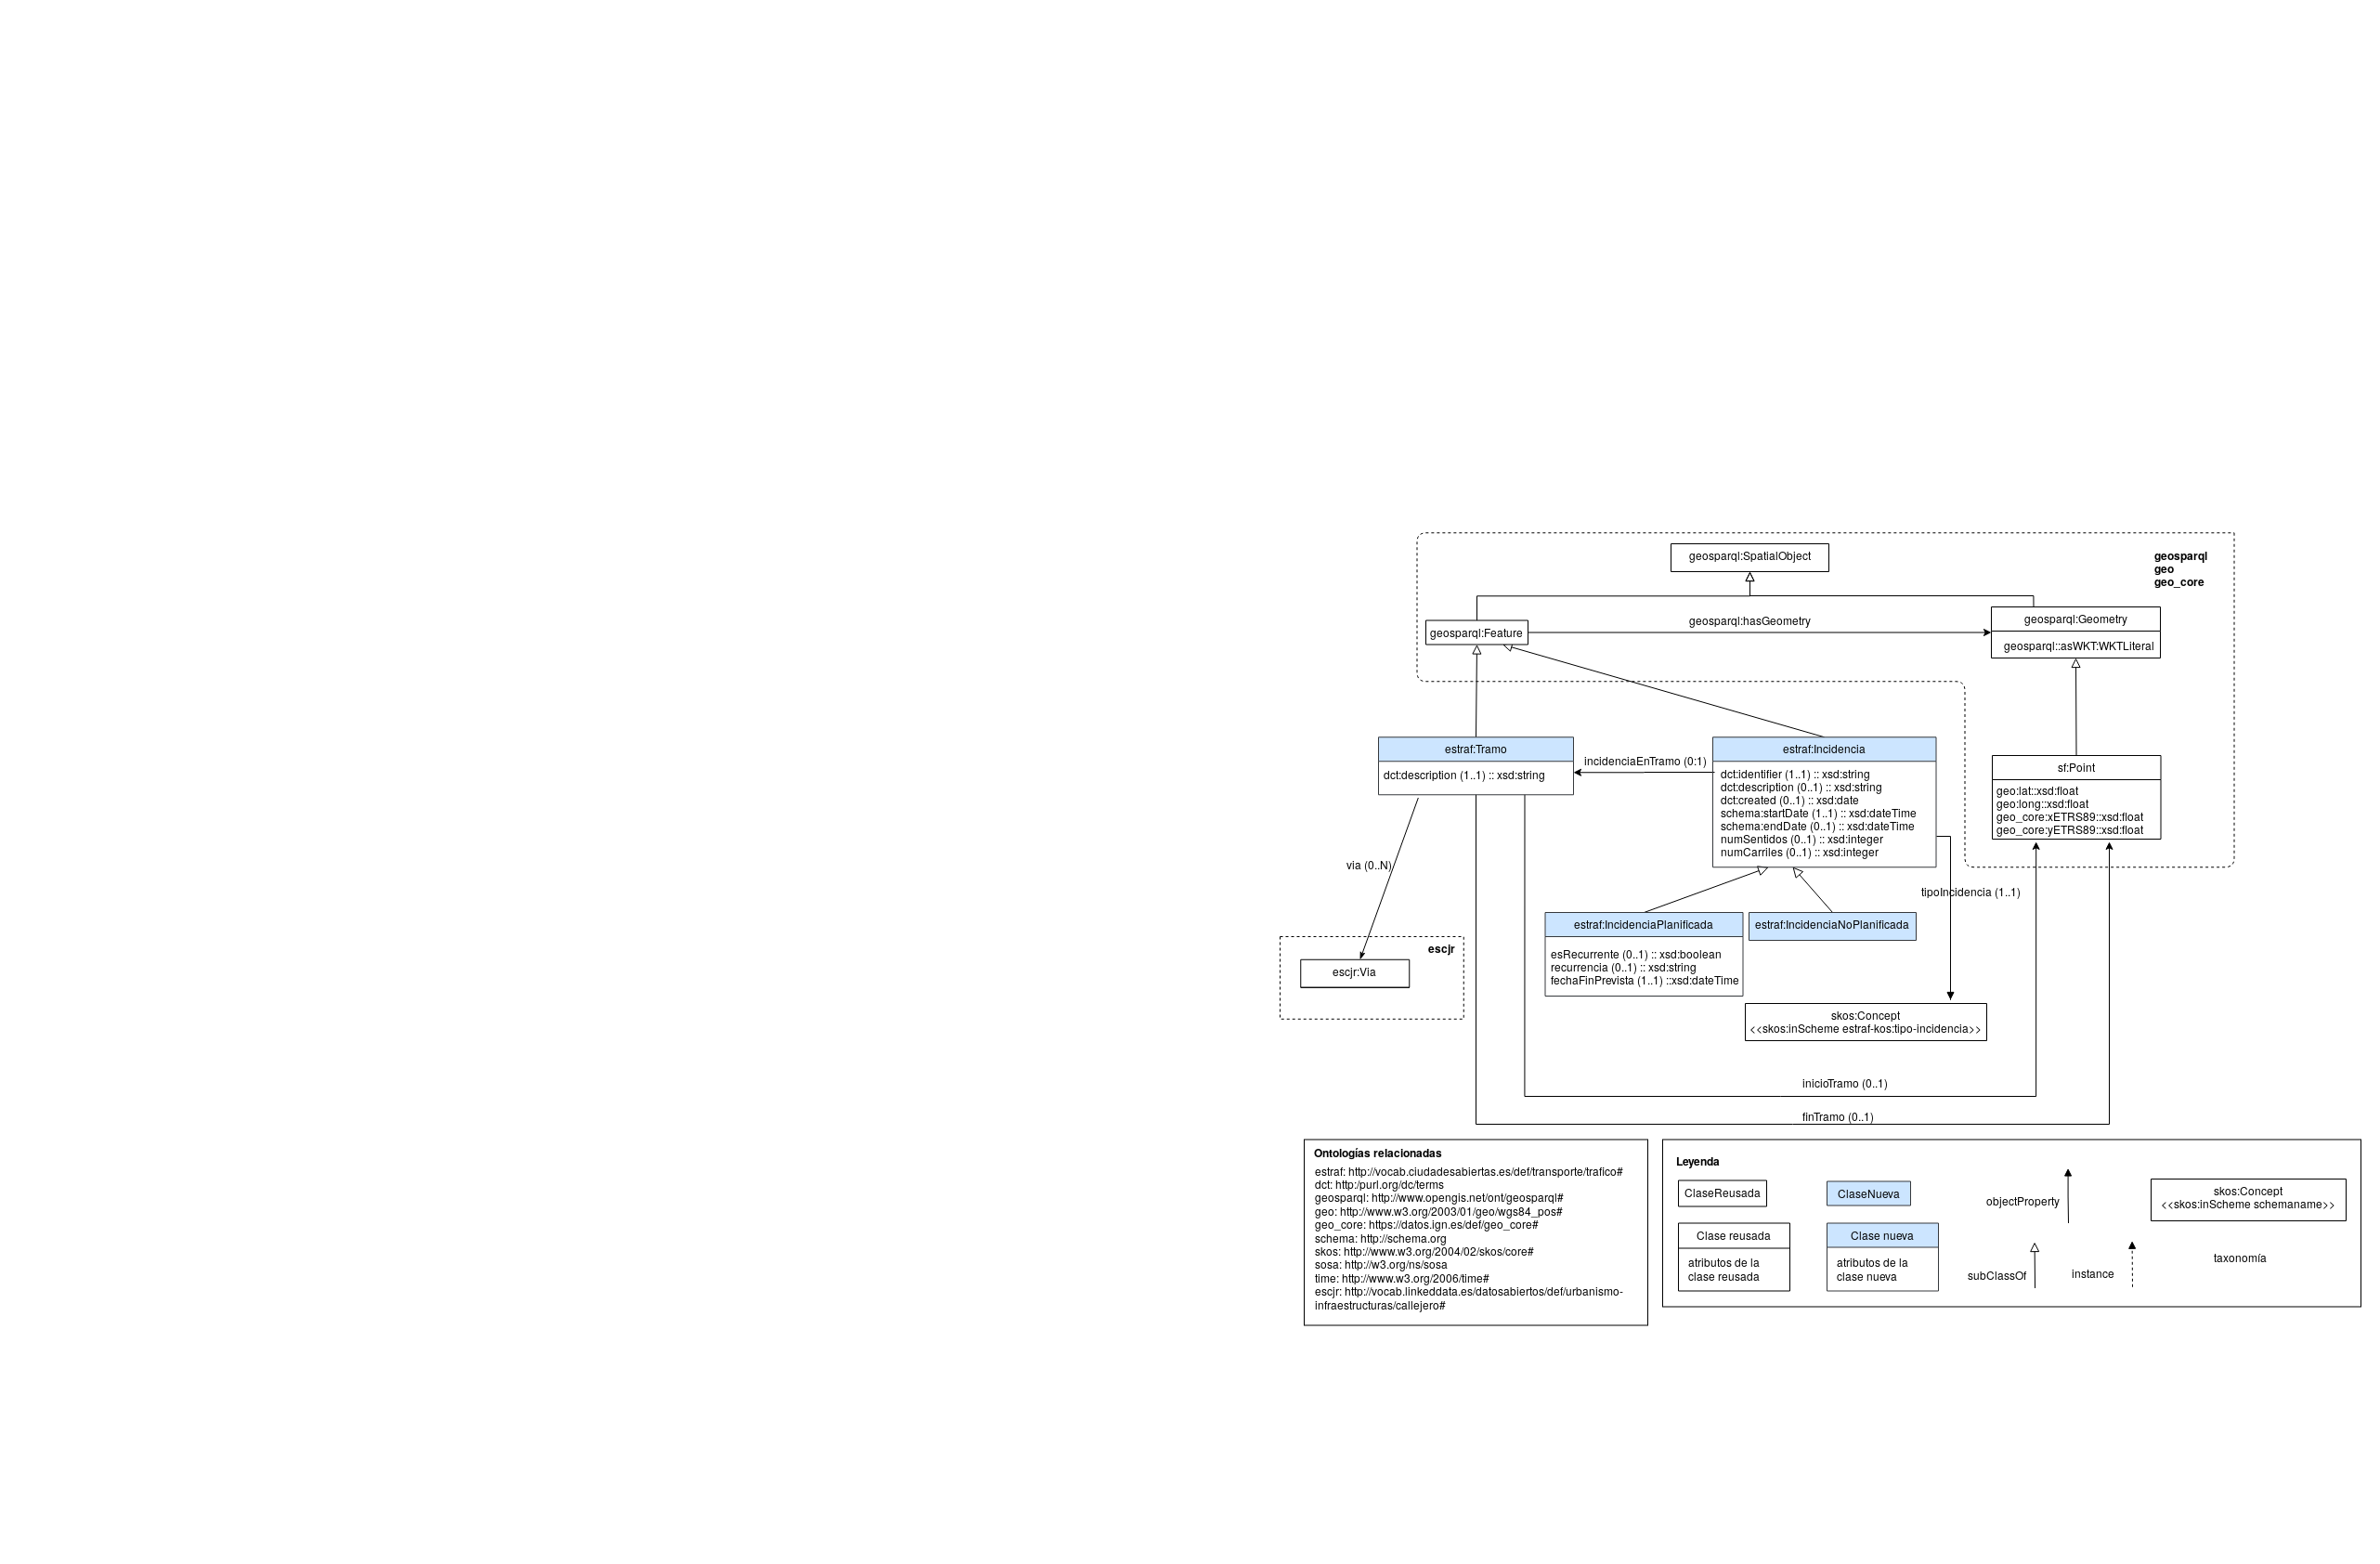 geosparql:SpatialObject
geosparql
geo
geo_core
geosparql:Feature
geosparql:hasGeometry
geosparql:Geometry
geosparql::asWKT:WKTLiteral
estraf:Tramo
dct:description (1..1) :: xsd:string
incidenciaEnTramo (0:1)
estraf:Incidencia
dct:identifier (1..1) :: xsd:string
dct:description (0..1) :: xsd:string
dct:created (0..1) :: xsd:date
schema:startDate (1..1) :: xsd:dateTime
schema:endDate (0..1) :: xsd:dateTime
numSentidos (0..1) :: xsd:integer
numCarriles (0..1) :: xsd:integer
sf:Point
geo:lat::xsd:float
geo:long::xsd:float
geo_core:xETRS89::xsd:float
geo_core:yETRS89::xsd:float
via (0..N)
tipoIncidencia (1..1)
escjr
escjr:Via
estraf:IncidenciaPlanificada
esRecurrente (0..1) :: xsd:boolean
recurrencia (0..1) :: xsd:string
fechaFinPrevista (1..1) ::xsd:dateTime
estraf:IncidenciaNoPlanificada
skos:Concept
<<skos:inScheme estraf-kos:tipo-incidencia>>
inicioTramo (0..1)
finTramo (0..1)
Ontologías relacionadas
estraf: http://vocab.ciudadesabiertas.es/def/transporte/trafico#
dct: http:/purl.org/dc/terms
geosparql: http://www.opengis.net/ont/geosparql#
geo: http://www.w3.org/2003/01/geo/wgs84_pos#
geo_core: https://datos.ign.es/def/geo_core#
schema: http://schema.org
skos: http://www.w3.org/2004/02/skos/core#
sosa: http://w3.org/ns/sosa
time: http://www.w3.org/2006/time#
escjr: http://vocab.linkeddata.es/datosabiertos/def/urbanismo-
infraestructuras/callejero#
Leyenda
ClaseReusada
ClaseNueva
objectProperty
skos:Concept
<<skos:inScheme schemaname>>
Clase reusada
atributos de la
clase reusada
Clase nueva
atributos de la
clase nueva
subClassOf
instance
taxonomía